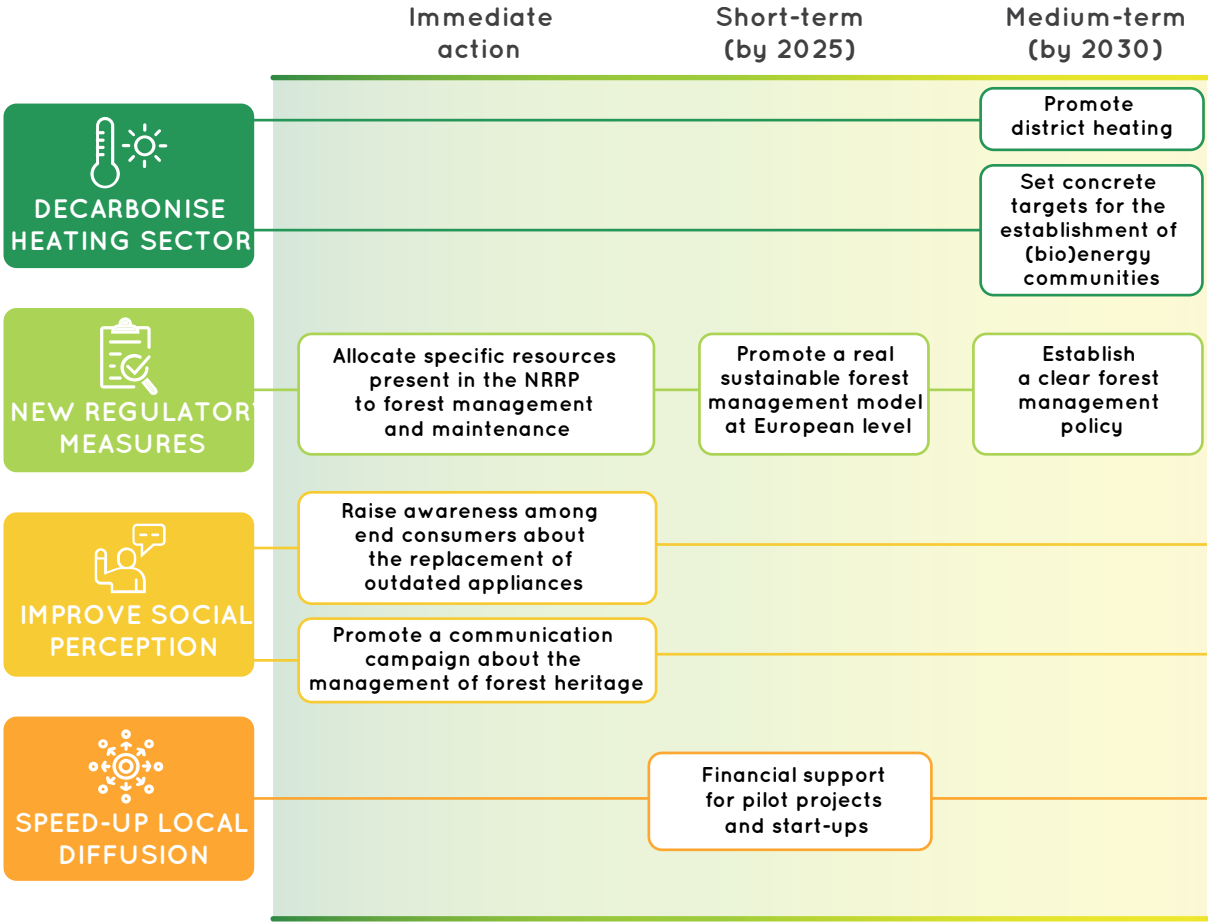 Immediate
action
Short-term
(by 2025)
Medium-term
(by 2030)
DECARBONISE
HEATING SECTOR
Promote
district heating
Set concrete
targets for the
establishment of
(bio)energy
communities
NEW REGULATOR
MEASURES
Allocate specific resources
present in the NRRP
to forest management
and maintenance
Promote a real
sustainable forest
management model
at European level
Establish
a clear forest
management
policy
IMPROVE SOCIAL
PERCEPTION
Raise awareness among
end consumers about
the replacement of
outdated appliances
Promote a communication
campaign about the
management of forest heritage
SPEED-UP LOCAL
DIFFUSION
Financial support
for pilot projects
and start-ups